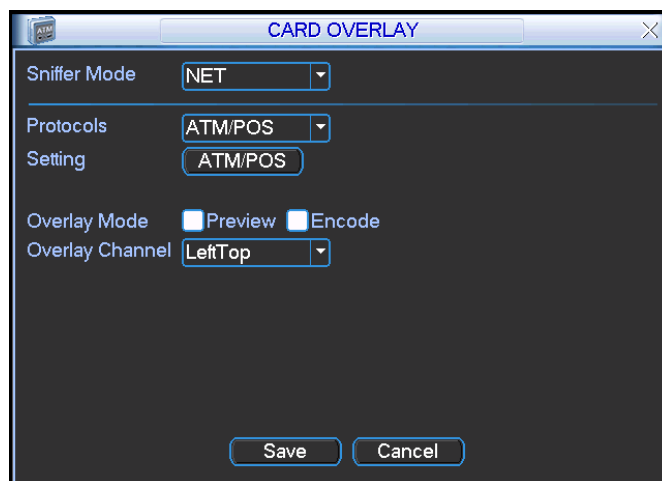 ATM
CARD OVERLAY
Sniffer Mode NET
Protocols ATM/POS
Setting ATM/POS
Overlay Mode Preview Encode
Overlay Channel LeftTop
Save Cancel